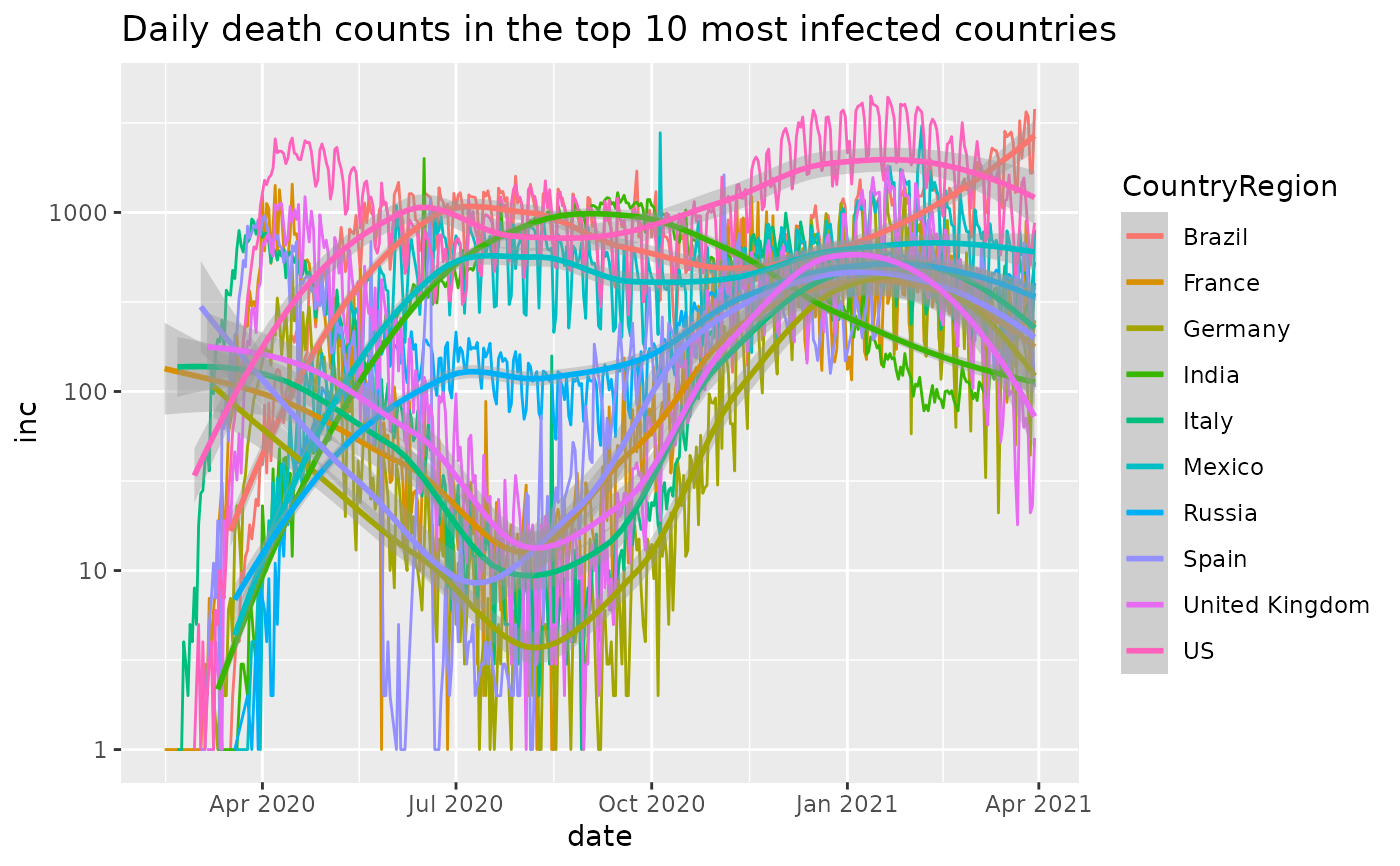 Daily death counts in the top 10 most infected countries
inc
1000
100
10
1
Apr 2020
Jul 2020
Oct 2020
Jan 2021
Apr 2021
date
CountryRegion
Brazil
France
Germany
India
Italy
Mexico
Russia
Spain
United Kingdom
US